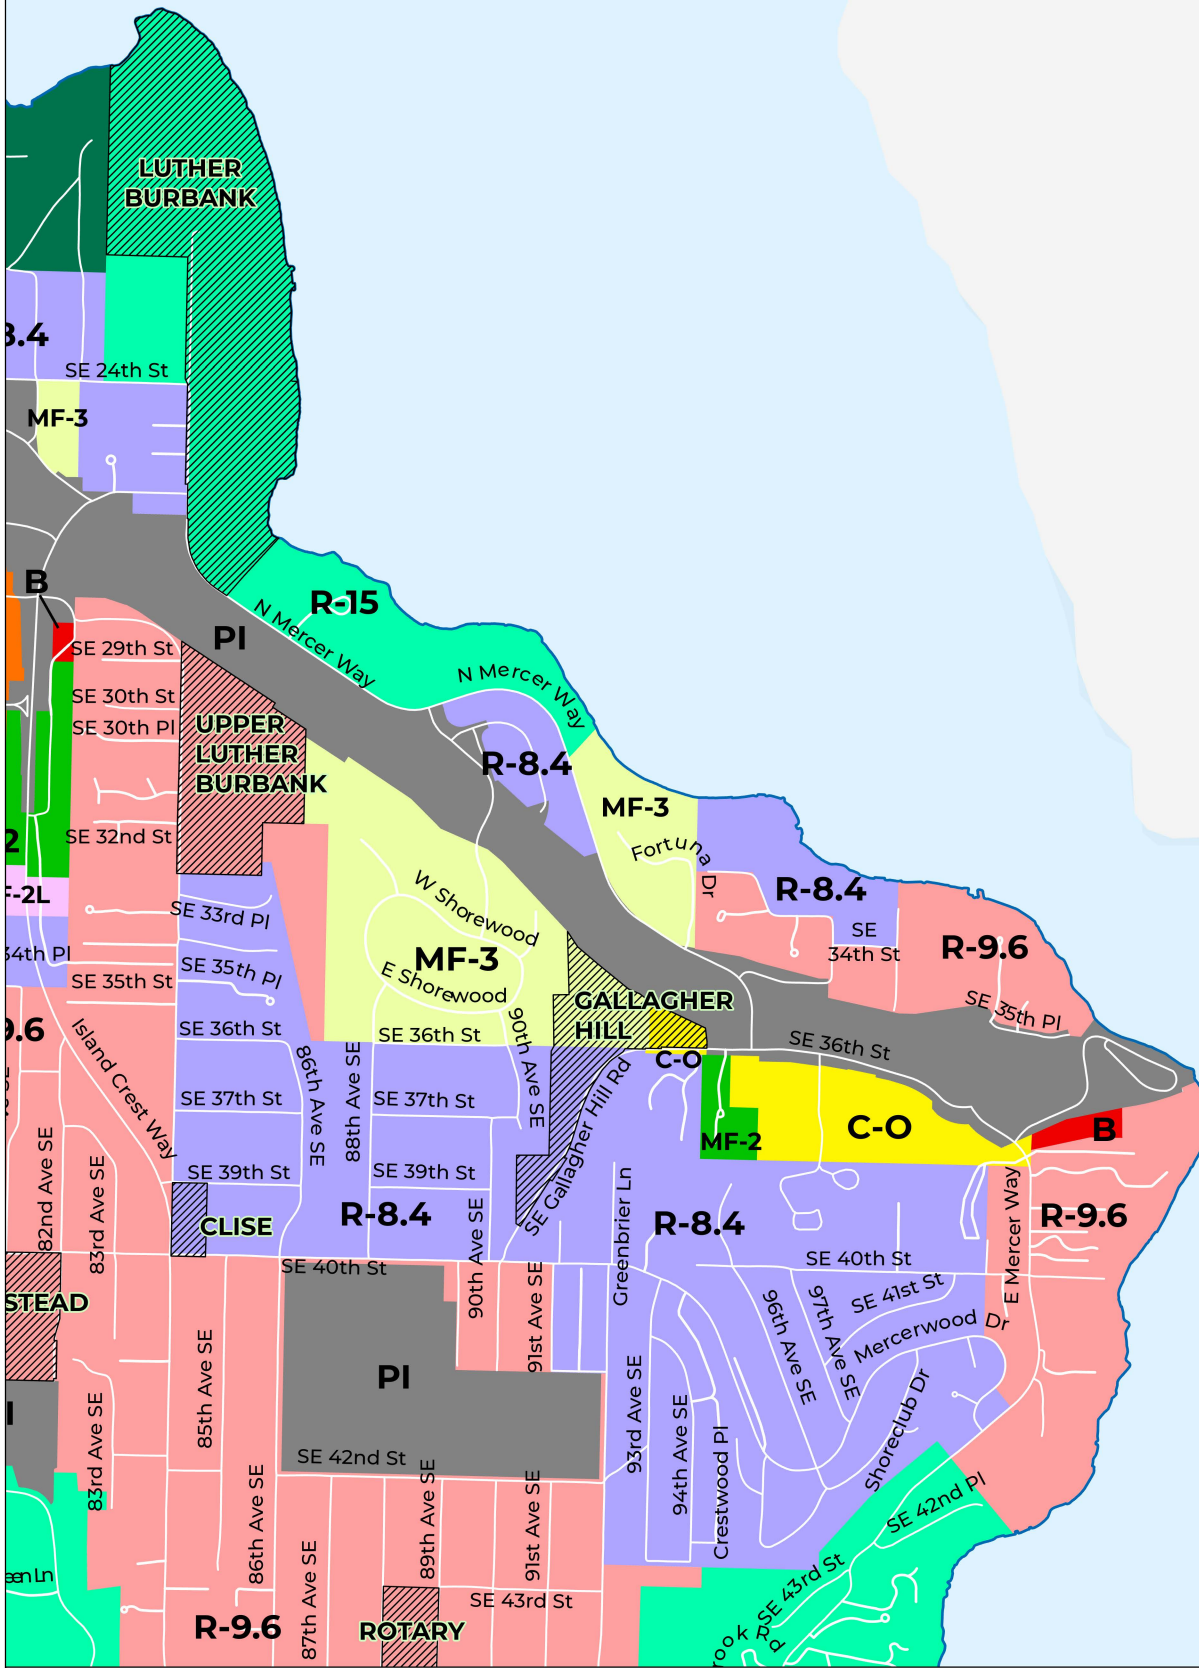 LUTHER
BURBANK
8.4
SE 24th St
MF-3
B
R-15
N Mercer Way
PI
SE 29th St
N Mercer Way
SE 30th St
SE 30th Pl
UPPER
LUTHER
BURBANK
R-8.4
MF-3
SE 32nd St
2
Fortuna Dr
R-8.4
F-2L
W Shorewood
SE 33rd Pl
SE
34th St
R-9.6
34th Pl
MF-3
SE 35th St
SE 35th Pl
E Shorewood
GALLAGHER
HILL
SE 35th Pl
9.6
Island Crest Way
SE 36th St
SE 36th St
90th Ave SE
C-O
SE 36th St
86th Ave SE
88th Ave SE
SE 37th St
SE 37th St
MF-2
C-O
B
82nd Ave SE
83rd Ave SE
SE 39th St
SE 39th St
SE Gallagher Hill Rd
CLISE
R-8.4
90th Ave SE
Greenbrier Ln
R-8.4
E Mercer Way
R-9.6
SE 40th St
SE 40th St
STEAD
91st Ave SE
96th Ave SE
97th Ave SE
SE 41st St
Mercerwood Dr
85th Ave SE
PI
93rd Ave SE
94th Ave SE
Crestwood Pl
Shoreclub Dr
I
83rd Ave SE
SE 42nd St
86th Ave SE
89th Ave SE
91st Ave SE
SE 42nd Pl
87th Ave SE
SE 43rd St
SE 43rd St
R-9.6
ROTARY
rook Rd